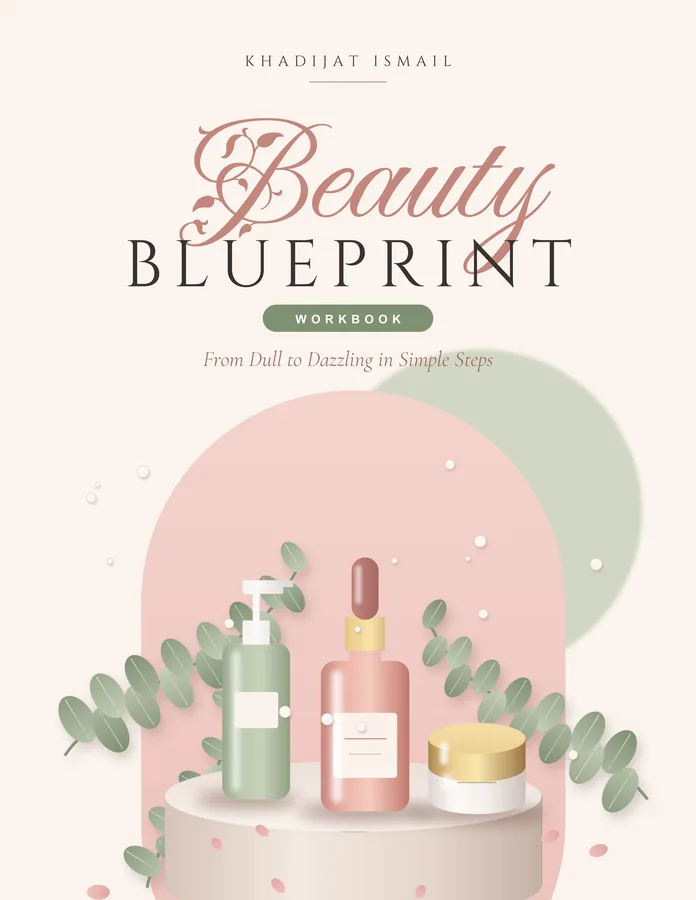 KHADIJAT ISMAIL
Beauty
BLUEPRINT
WORKBOOK
From Dull to Dazzling in Simple Steps